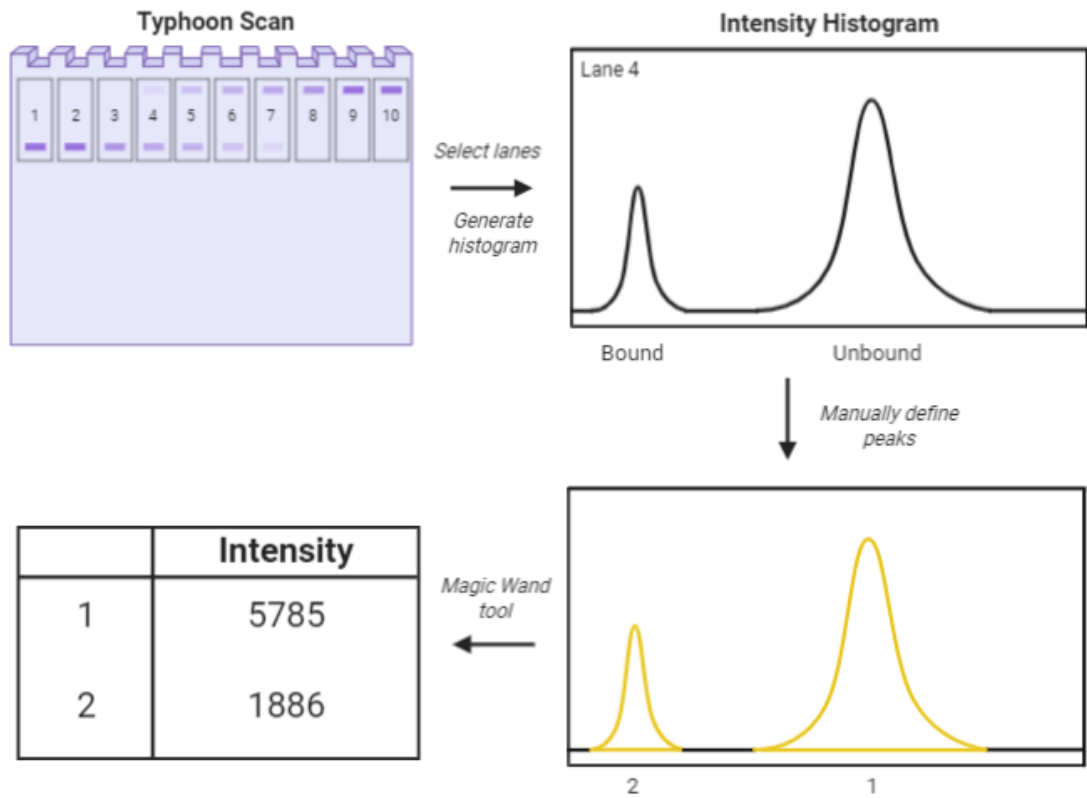 Typhoon Scan
1 2 3 4 5 6 7 8 9 10
Select lanes
Generate
histogram
Intensity Histogram
Lane 4
Bound Unbound
Manually define
peaks
2 1
Magic Wand
tool
Intensity
1 5785
2 1886